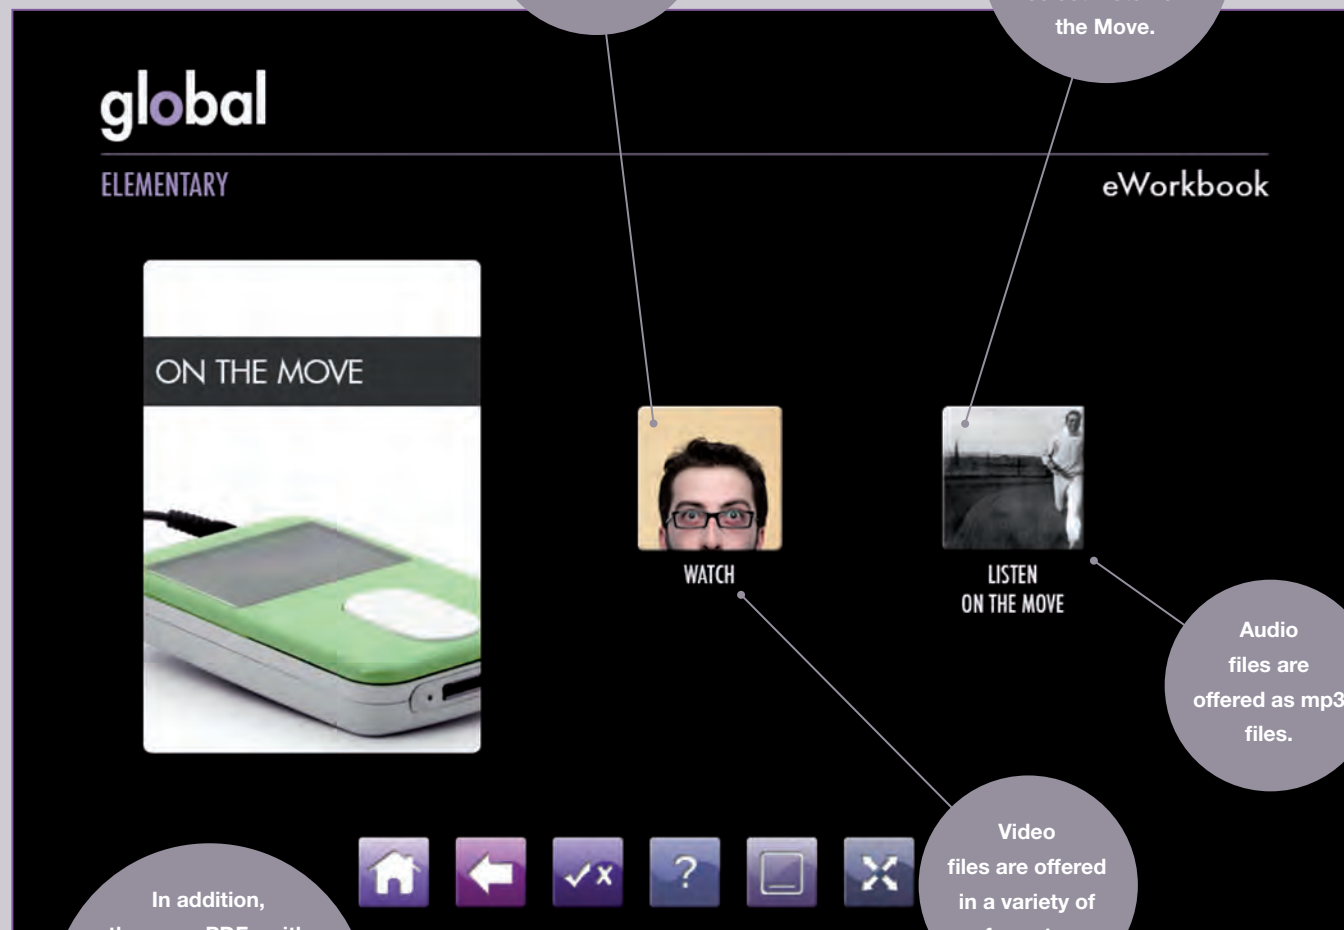 the Move.
global
ELEMENTARY
eWorkbook
ON THE MOVE
WATCH
LISTEN
ON THE MOVE
Audio
files are
offered as mp3
files.
Video
files are offered
in a variety of
In addition,